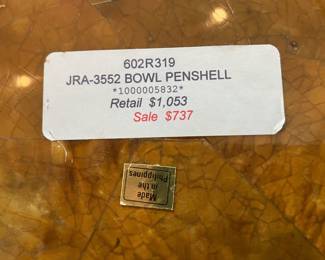 602R319
JRA-3552 BOWL PENSHELL
*1000005832*
Retail $1,053
Sale $737
Made
in the
Philippines